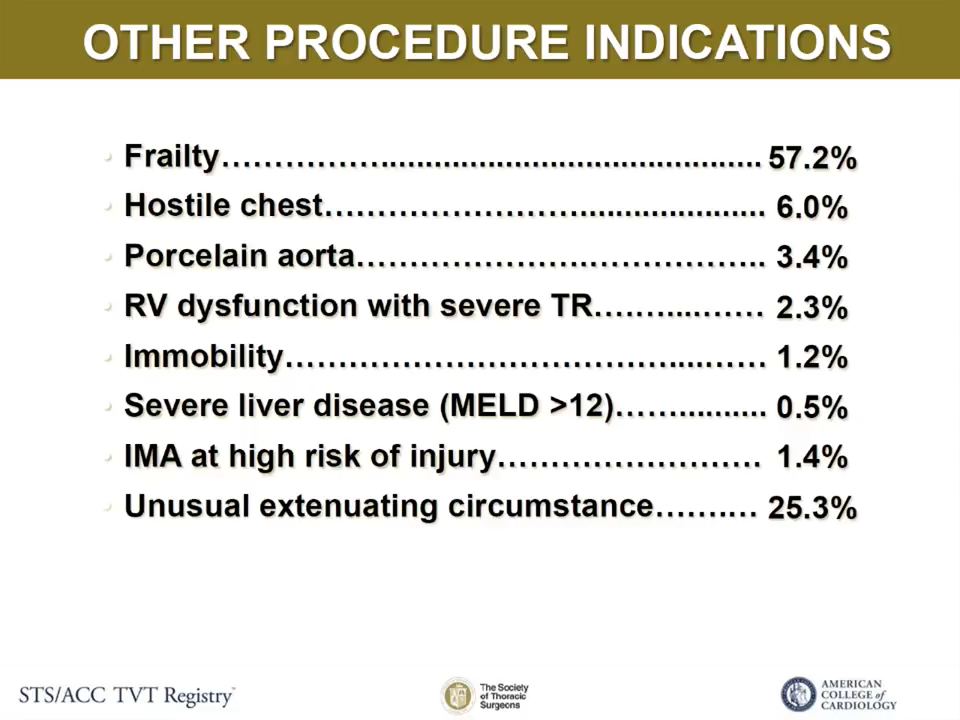 OTHER PROCEDURE INDICATIONS
• Frailty……………....................................... 57.2%
• Hostile chest……………………..................... 6.0%
• Porcelain aorta………………….…………….. 3.4%
• RV dysfunction with severe TR….…...……. 2.3%
• Immobility………………………………...……. 1.2%
• Severe liver disease (MELD >12)……......... 0.5%
• IMA at high risk of injury……………………. 1.4%
• Unusual extenuating circumstance…….… 25.3%
STS/ACC TVT Registry™
The Society
of Thoracic
Surgeons
AMERICAN
COLLEGE of
CARDIOLOGY